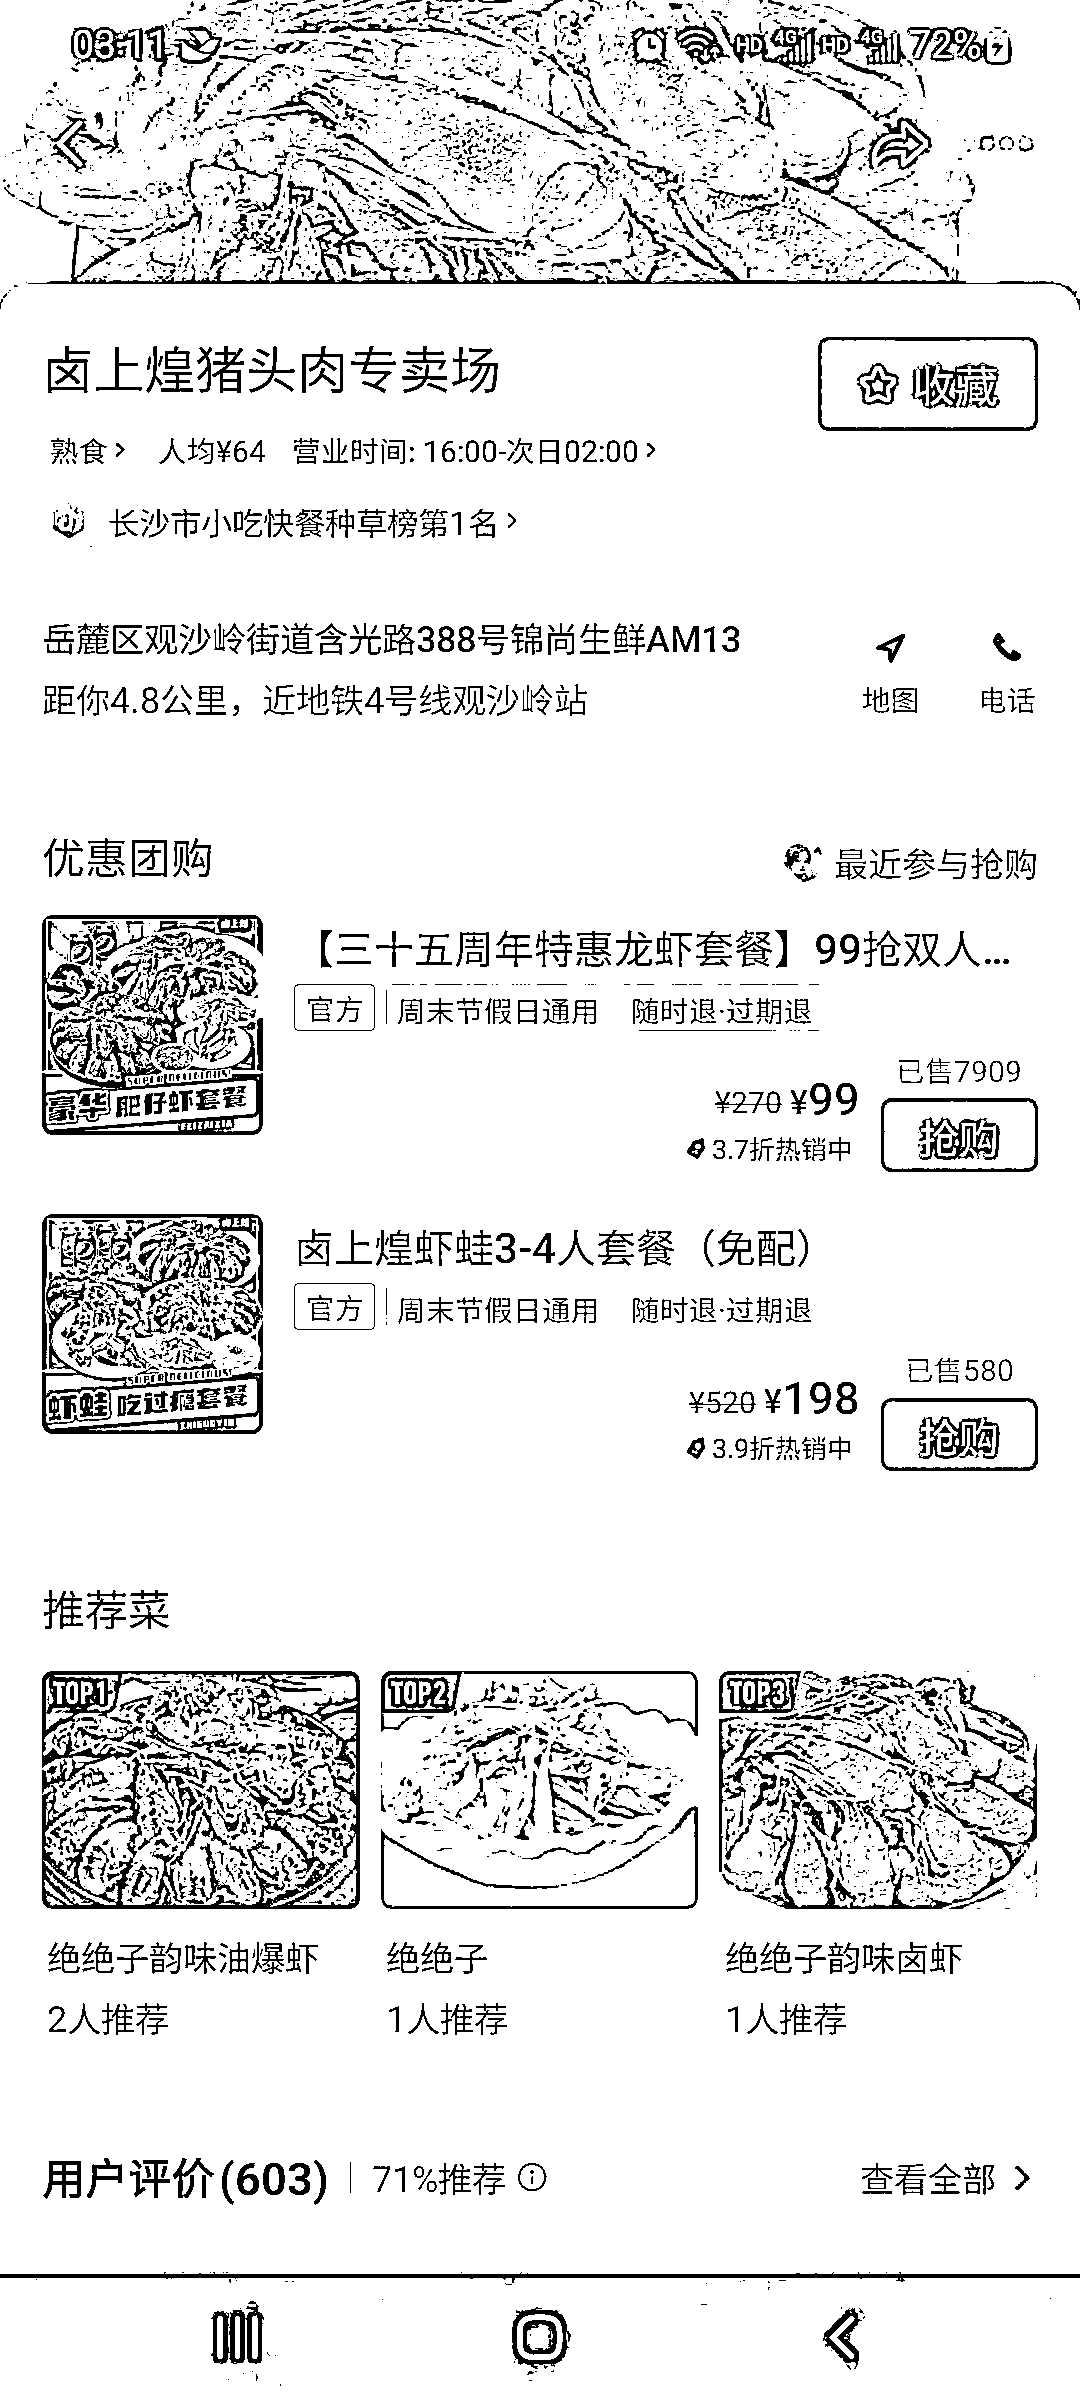 03:11 HD 4G HD 4G 72%
卤上煌猪头肉专卖场
收藏
熟食 人均¥64 营业时间: 16:00-次日02:00
长沙市小吃快餐种草榜第1名
岳麓区观沙岭街道含光路388号锦尚生鲜AM13
距你4.8公里，近地铁4号线观沙岭站
地图 电话
优惠团购
最近参与抢购
【三十五周年特惠龙虾套餐】99抢双人...
官方 周末节假日通用 随时退·过期退
已售7909
¥270 ¥99
3.7折热销中
抢购
豪华 肥仔虾套餐
卤上煌虾蛙3-4人套餐（免配）
官方 周末节假日通用 随时退·过期退
已售580
¥520 ¥198
3.9折热销中
抢购
虾蛙 吃过瘾套餐
推荐菜
TOP1 TOP2 TOP3
绝绝子韵味油爆虾 绝绝子 绝绝子韵味卤虾
2人推荐 1人推荐 1人推荐
用户评价(603) 71%推荐
查看全部